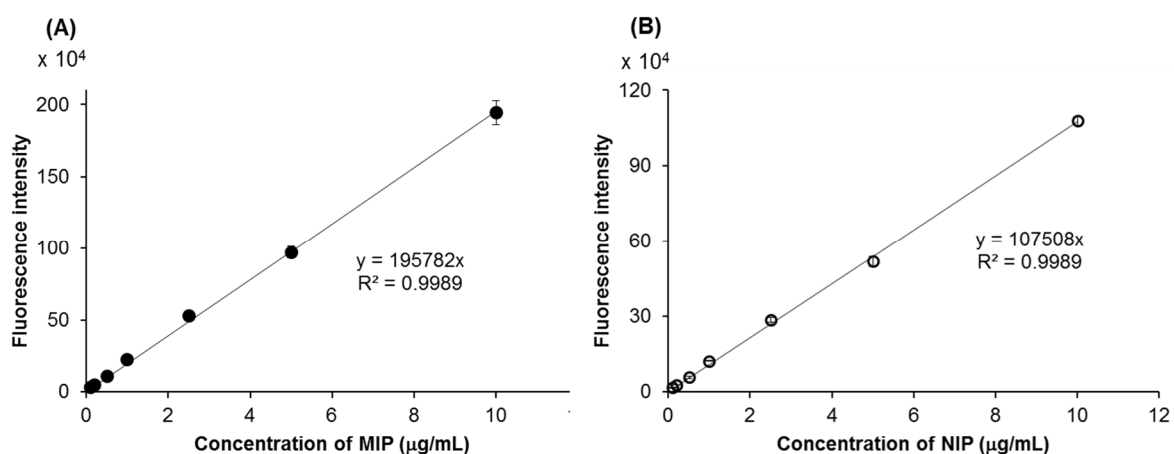 (A)
x 10⁴
Fluorescence intensity
200
150
100
50
0
0 2 4 6 8 10
y = 195782x
R² = 0.9989
Concentration of MIP (µg/mL)
(B)
x 10⁴
Fluorescence intensity
120
90
60
30
0
0 2 4 6 8 10 12
y = 107508x
R² = 0.9989
Concentration of NIP (µg/mL)